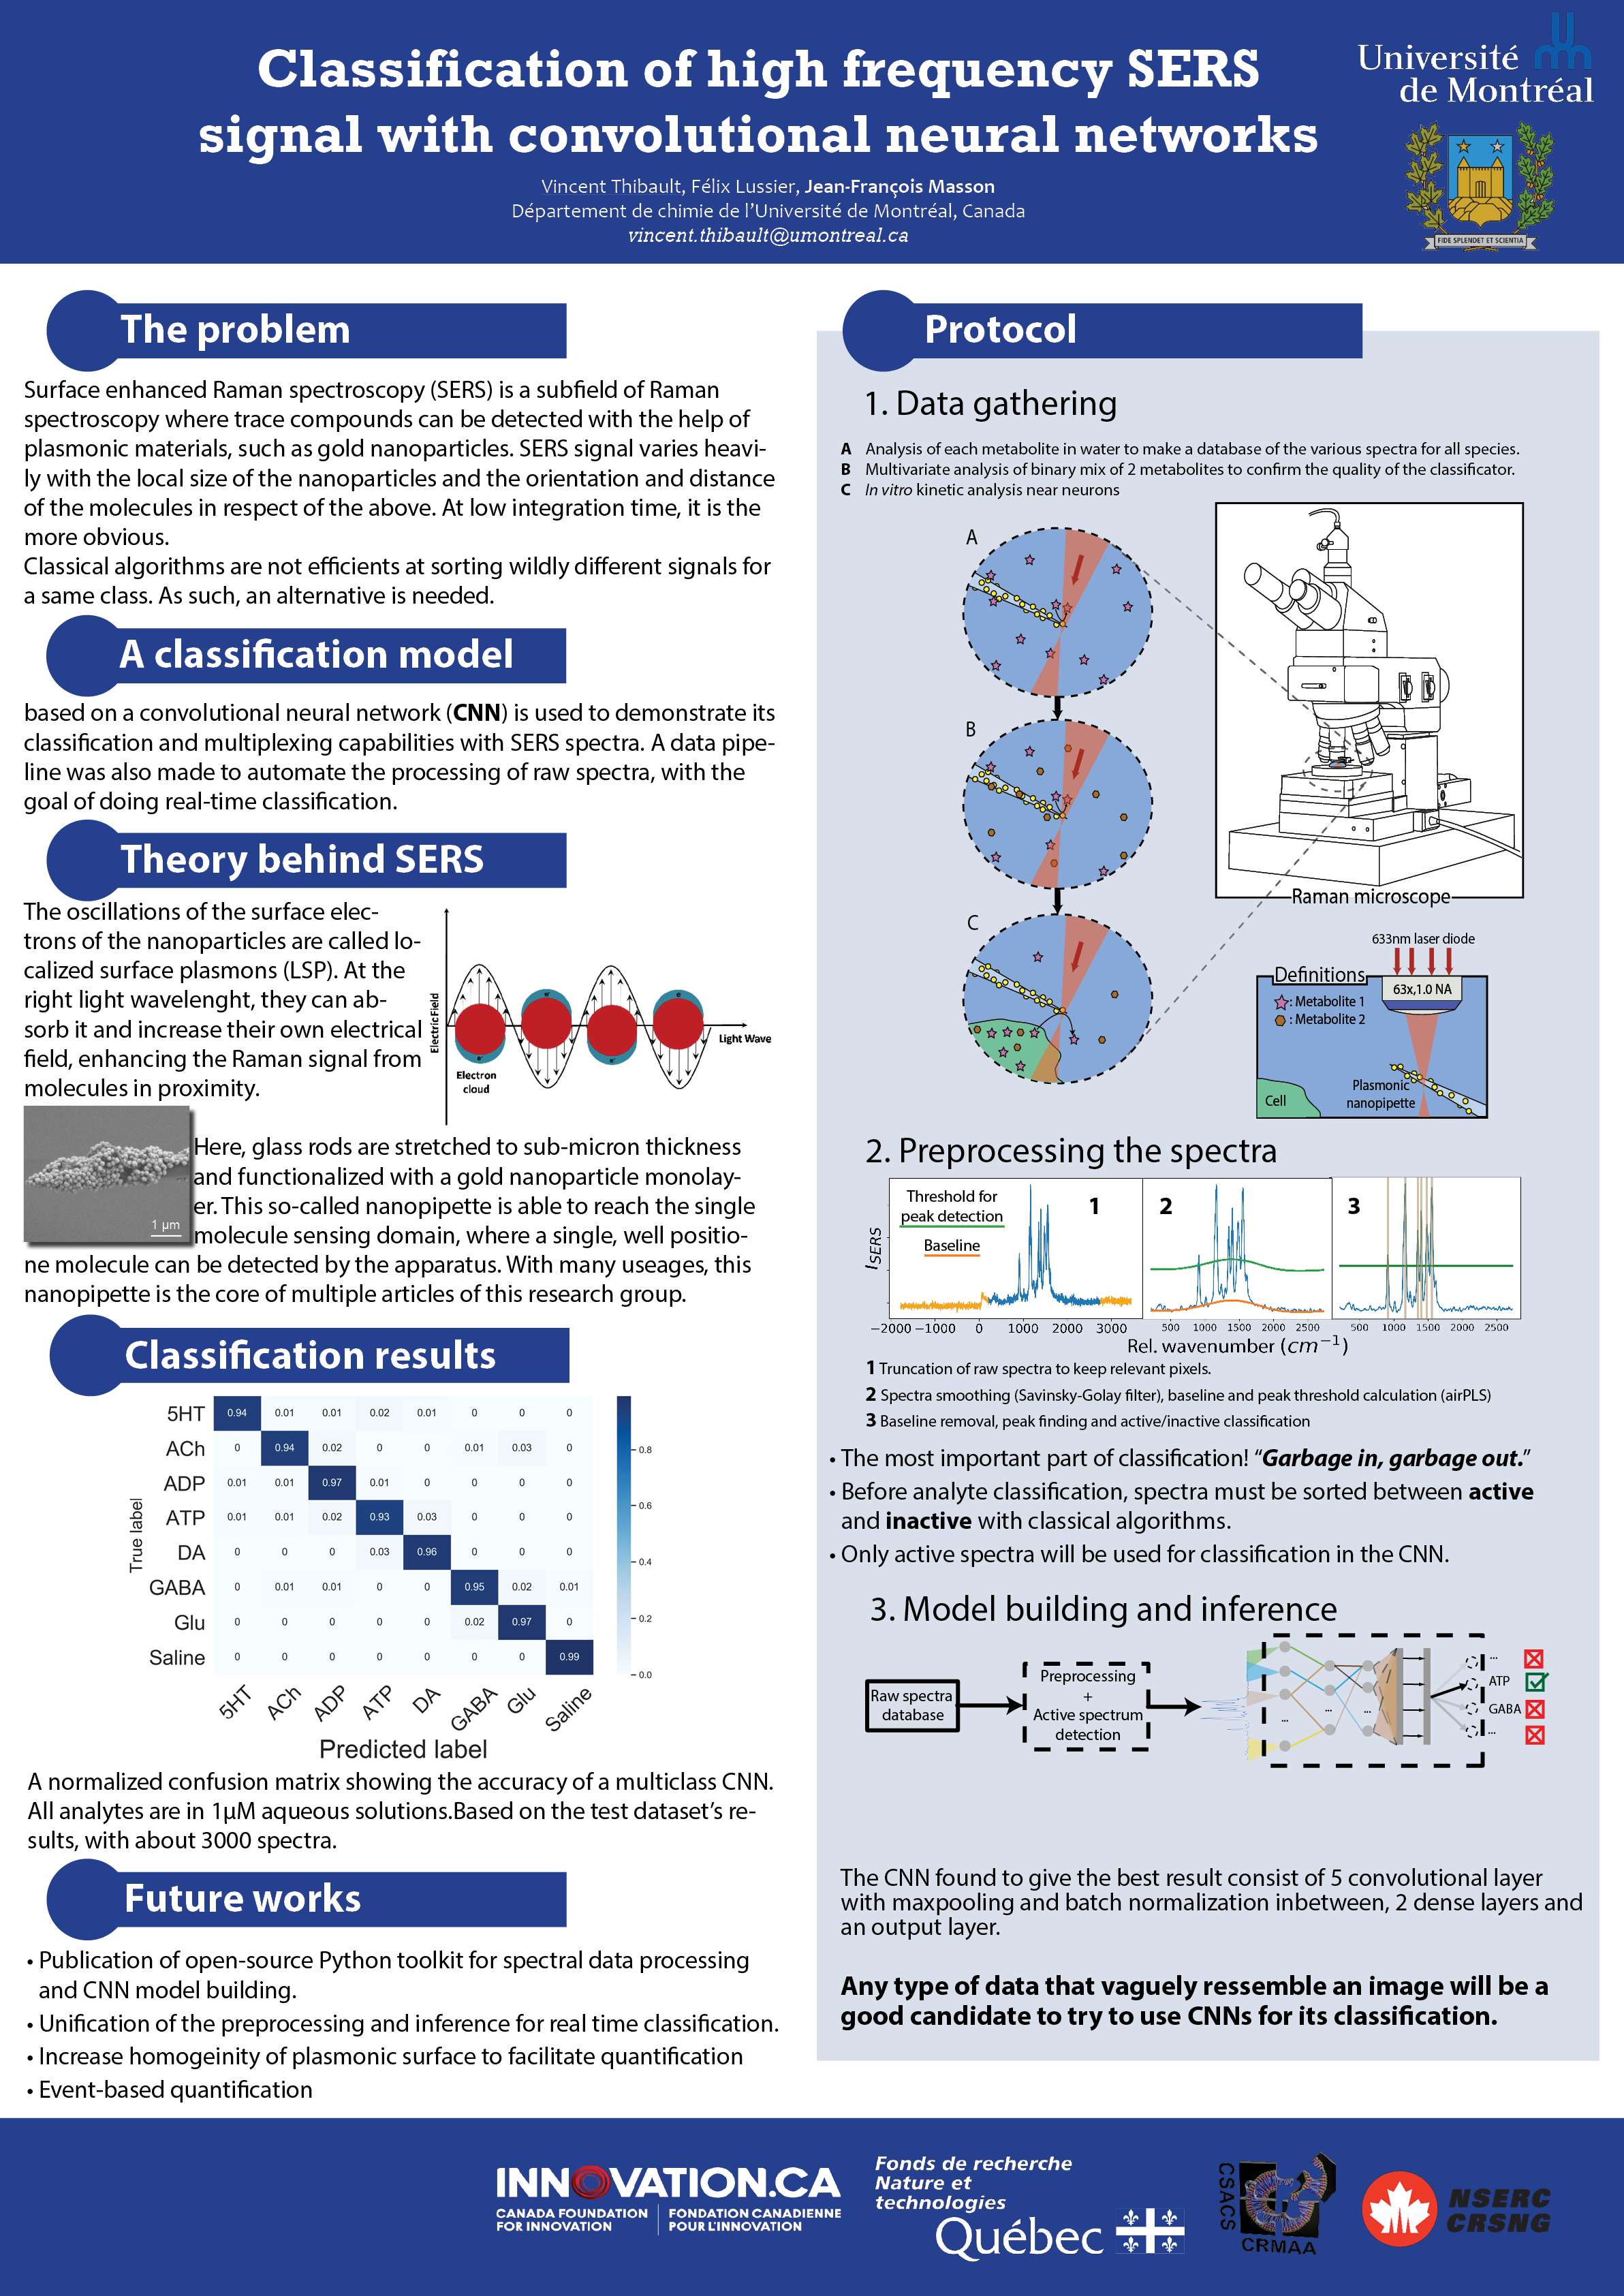 Classification of high frequency SERS
signal with convolutional neural networks
Vincent Thibault, Félix Lussier, Jean-François Masson
Département de chimie de l'Université de Montréal, Canada
vincent.thibault@umontreal.ca
Université
de Montréal
FIDE SPLENDET ET SCIENTIA
The problem
Surface enhanced Raman spectroscopy (SERS) is a subfield of Raman
spectroscopy where trace compounds can be detected with the help of
plasmonic materials, such as gold nanoparticles. SERS signal varies heavi-
ly with the local size of the nanoparticles and the orientation and distance
of the molecules in respect of the above. At low integration time, it is the
more obvious.
Classical algorithms are not efficients at sorting wildly different signals for
a same class. As such, an alternative is needed.
A classification model
based on a convolutional neural network (CNN) is used to demonstrate its
classification and multiplexing capabilities with SERS spectra. A data pipe-
line was also made to automate the processing of raw spectra, with the
goal of doing real-time classification.
Theory behind SERS
The oscillations of the surface elec-
trons of the nanoparticles are called lo-
calized surface plasmons (LSP). At the
right light wavelenght, they can ab-
sorb it and increase their own electrical
field, enhancing the Raman signal from
molecules in proximity.
Electric Field
Light Wave
e-
e-
e-
e-
Electron
cloud
1 µm
Here, glass rods are stretched to sub-micron thickness
and functionalized with a gold nanoparticle monolay-
er. This so-called nanopipette is able to reach the single
molecule sensing domain, where a single, well positio-
ne molecule can be detected by the apparatus. With many useages, this
nanopipette is the core of multiple articles of this research group.
Classification results
True label
5HT 0.94 0.01 0.01 0.02 0.01 0 0 0
ACh 0 0.94 0.02 0 0 0.01 0.03 0
ADP 0.01 0.01 0.97 0.01 0 0 0 0
ATP 0.01 0.01 0.02 0.93 0.03 0 0 0
DA 0 0 0 0.03 0.96 0 0 0
GABA 0 0.01 0.01 0 0 0.95 0.02 0.01
Glu 0 0 0 0 0 0.02 0.97 0
Saline 0 0 0 0 0 0 0 0.99
5HT ACh ADP ATP DA GABA Glu Saline
Predicted label
0.8
0.6
0.4
0.2
0.0
A normalized confusion matrix showing the accuracy of a multiclass CNN.
All analytes are in 1µM aqueous solutions.Based on the test dataset's re-
sults, with about 3000 spectra.
Future works
• Publication of open-source Python toolkit for spectral data processing
and CNN model building.
• Unification of the preprocessing and inference for real time classification.
• Increase homogeinity of plasmonic surface to facilitate quantification
• Event-based quantification
Protocol
1. Data gathering
A Analysis of each metabolite in water to make a database of the various spectra for all species.
B Multivariate analysis of binary mix of 2 metabolites to confirm the quality of the classificator.
C In vitro kinetic analysis near neurons
A
B
C
Raman microscope
633nm laser diode
Definitions
63x,1.0 NA
: Metabolite 1
: Metabolite 2
Plasmonic
nanopipette
Cell
2. Preprocessing the spectra
Threshold for
peak detection
Baseline
1
2
3
I SERS
−2000 −1000 0 1000 2000 3000
500 1000 1500 2000 2500
500 1000 1500 2000 2500
Rel. wavenumber (cm⁻¹)
1 Truncation of raw spectra to keep relevant pixels.
2 Spectra smoothing (Savinsky-Golay filter), baseline and peak threshold calculation (airPLS)
3 Baseline removal, peak finding and active/inactive classification
• The most important part of classification! “Garbage in, garbage out.”
• Before analyte classification, spectra must be sorted between active
and inactive with classical algorithms.
• Only active spectra will be used for classification in the CNN.
3. Model building and inference
Raw spectra
database
Preprocessing
+
Active spectrum
detection
...
...
...
...
ATP
GABA
...
The CNN found to give the best result consist of 5 convolutional layer
with maxpooling and batch normalization inbetween, 2 dense layers and
an output layer.
Any type of data that vaguely ressemble an image will be a
good candidate to try to use CNNs for its classification.
INNOVATION.CA
CANADA FOUNDATION
FOR INNOVATION
FONDATION CANADIENNE
POUR L'INNOVATION
Fonds de recherche
Nature et
technologies
Québec
CSACS
CRMAA
NSERC
CRSNG